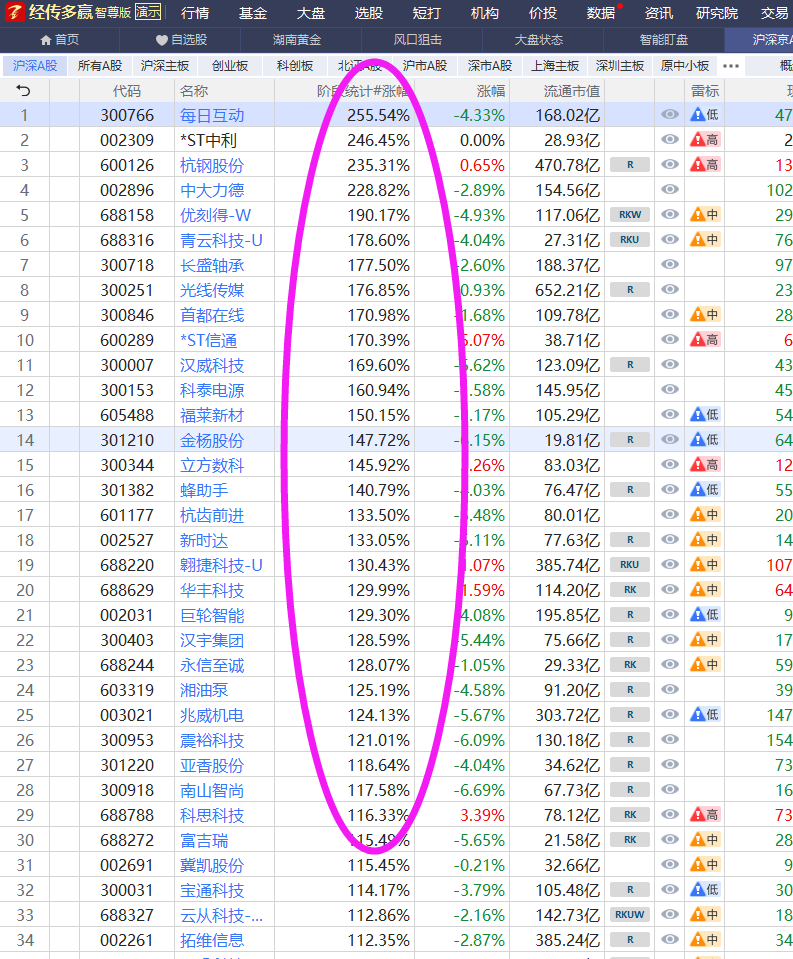 经传多赢 智尊版 演示 行情 基金 大盘 选股 短打 机构 价投 数据 资讯 研究院 交易
首页 自选股 湖南黄金 风口狙击 大盘状态 智能盯盘 沪深京A
沪深A股 所有A股 沪深主板 创业板 科创板 北证A股 沪市A股 深市A股 上海主板 深圳主板 原中小板 ••• 概
代码 名称 阶段统计#涨幅 涨幅 流通市值 雷标
1 300766 每日互动 255.54% -4.33% 168.02亿 低 47
2 002309 *ST中利 246.45% 0.00% 28.93亿 高 2
3 600126 杭钢股份 235.31% 0.65% 470.78亿 R 高 13
4 002896 中大力德 228.82% -2.89% 154.56亿 102
5 688158 优刻得-W 190.17% -4.93% 117.06亿 RKW 中 29
6 688316 青云科技-U 178.60% -4.04% 27.31亿 RKU 中 76
7 300718 长盛轴承 177.50% 2.60% 188.37亿 97
8 300251 光线传媒 176.85% 0.93% 652.21亿 R 23
9 300846 首都在线 170.98% 1.68% 109.78亿 中 28
10 600289 *ST信通 170.39% 5.07% 38.71亿 高 6
11 300007 汉威科技 169.60% .62% 123.09亿 R 43
12 300153 科泰电源 160.94% .58% 145.95亿 45
13 605488 福莱新材 150.15% .17% 105.29亿 低 54
14 301210 金杨股份 147.72% .15% 19.81亿 R 低 64
15 300344 立方数科 145.92% .26% 83.03亿 高 12
16 301382 蜂助手 140.79% .03% 76.47亿 R 低 55
17 601177 杭齿前进 133.50% .48% 80.01亿 中 20
18 002527 新时达 133.05% .11% 77.63亿 R 中 14
19 688220 翱捷科技-U 130.43% .07% 385.74亿 RKU 中 107
20 688629 华丰科技 129.99% 1.59% 114.20亿 RK 中 64
21 002031 巨轮智能 129.30% 4.08% 195.85亿 R 低 9
22 300403 汉宇集团 128.59% 5.44% 75.66亿 R 中 17
23 688244 永信至诚 128.07% -1.05% 29.33亿 RK 中 59
24 603319 湘油泵 125.19% -4.58% 91.20亿 R 39
25 003021 兆威机电 124.13% -5.67% 303.72亿 R 低 147
26 300953 震裕科技 121.01% -6.09% 130.18亿 R 154
27 301220 亚香股份 118.64% -4.04% 34.62亿 R 73
28 300918 南山智尚 117.58% -6.69% 67.73亿 R 16
29 688788 科思科技 116.33% 3.39% 78.12亿 RK 高 73
30 688272 富吉瑞 115.49% -5.65% 21.58亿 RK 中 28
31 002691 冀凯股份 115.45% -0.21% 32.66亿 中 9
32 300031 宝通科技 114.17% -3.79% 105.48亿 R 低 30
33 688327 云从科技-... 112.86% -2.16% 142.73亿 RKUW 中 18
34 002261 拓维信息 112.35% -2.87% 385.24亿 R 中 34